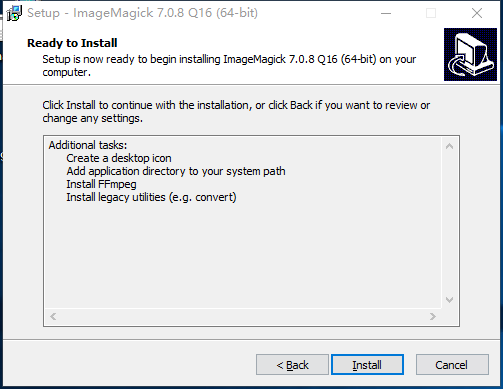 Setup - ImageMagick 7.0.8 Q16 (64-bit)
Ready to Install
Setup is now ready to begin installing ImageMagick 7.0.8 Q16 (64-bit) on your
computer.
Click Install to continue with the installation, or click Back if you want to review or
change any settings.
Additional tasks:
Create a desktop icon
Add application directory to your system path
Install FFmpeg
Install legacy utilities (e.g. convert)
< Back
Install
Cancel